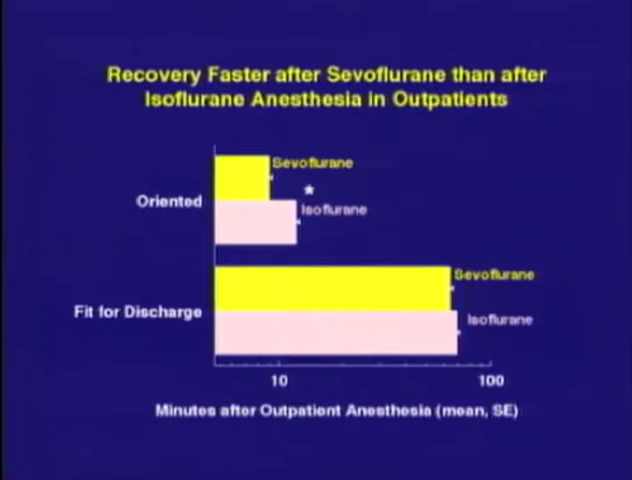 Recovery Faster after Sevoflurane than after
Isoflurane Anesthesia in Outpatients
Sevoflurane
*
Oriented
Isoflurane
Sevoflurane
Fit for Discharge
Isoflurane
10
100
Minutes after Outpatient Anesthesia (mean, SE)